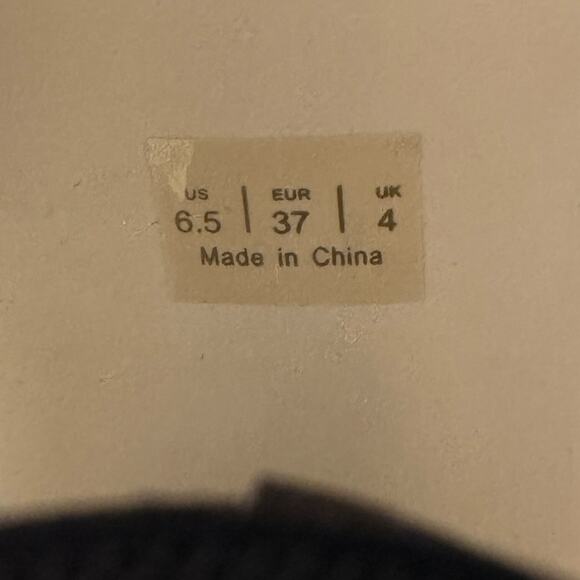 US | EUR | UK
6.5 | 37 | 4
Made in China